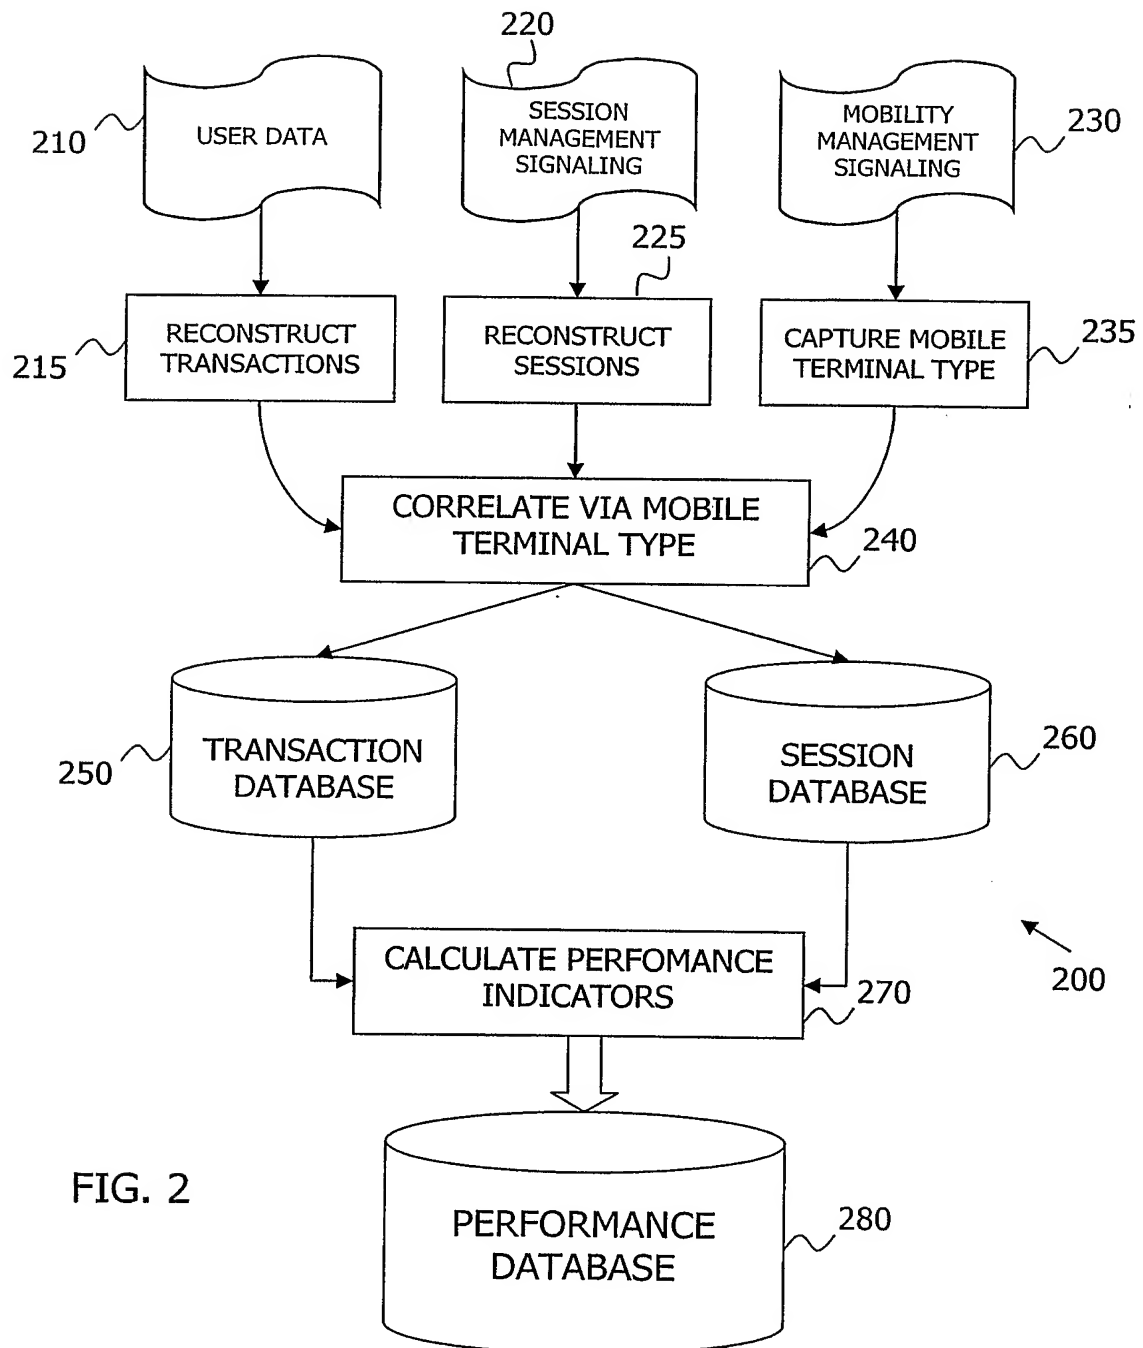 220
210
USER DATA
SESSION
MANAGEMENT
SIGNALING
MOBILITY
MANAGEMENT
SIGNALING
230
225
215
RECONSTRUCT
TRANSACTIONS
RECONSTRUCT
SESSIONS
CAPTURE MOBILE
TERMINAL TYPE
235
CORRELATE VIA MOBILE
TERMINAL TYPE
240
250
TRANSACTION
DATABASE
SESSION
DATABASE
260
CALCULATE PERFOMANCE
INDICATORS
270
200
FIG. 2
PERFORMANCE
DATABASE
280